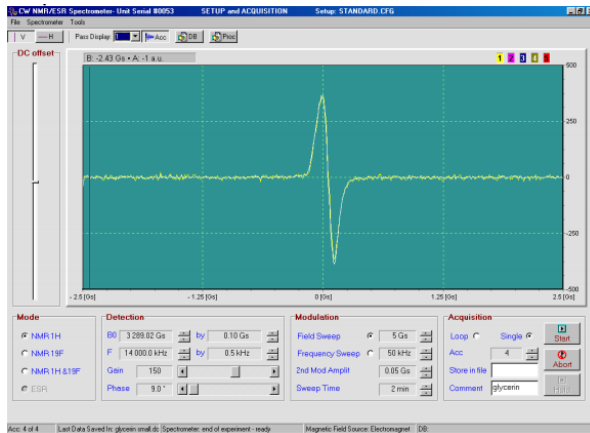 CW NMR/ESR Spectrometer- Unit Serial #0053 SETUP and ACQUISITION Setup: STANDARD.CFG
File Spectrometer Tools
V H Pass Display: Acc DB Proc
DC offset
B: -2.43 Gs • A: -1 a.u.
1 2 3 4 5
500
250
0
-250
-500
- 2.5 [Gs] - 1.25 [Gs] 0 [Gs] 1.25 [Gs] 2.5 [Gs]
Mode Detection Modulation Acquisition
NMR 1H B0 3 289.02 Gs by 0.10 Gs Field Sweep 5 Gs Loop Single Start
NMR 19F F 14 000.0 kHz by 0.5 kHz Frequency Sweep 50 kHz Acc 4 Abort
NMR 1H &19F Gain 150 2nd Mod Amplit 0.05 Gs Store in file
ESR Phase 9.0 ° Sweep Time 2 min Comment glycerin Hold
Acc: 4 of 4 Last Data Saved In: glycerin small.dc Spectrometer: end of experiment - ready Magnetic Field Source: Electromagnet DB: